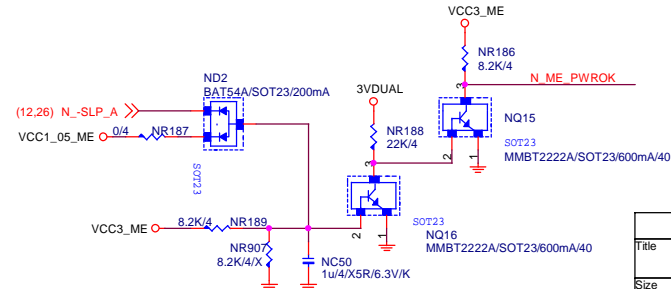 VCC3_ME
NR186
8.2K/4
3
N_ME_PWROK
ND2
BAT54A/SOT23/200mA
3VDUAL
(12,26) N_-SLP_A
VCC1_05_ME 0/4 NR187
NR188
22K/4
NQ15
SOT23
MMBT2222A/SOT23/600mA/40
2
1
3
SOT23
SOT23
NQ16
MMBT2222A/SOT23/600mA/40
VCC3_ME 8.2K/4 NR189
2
1
NR907
8.2K/4/X
NC50
1u/4/X5R/6.3V/K
Title
Size